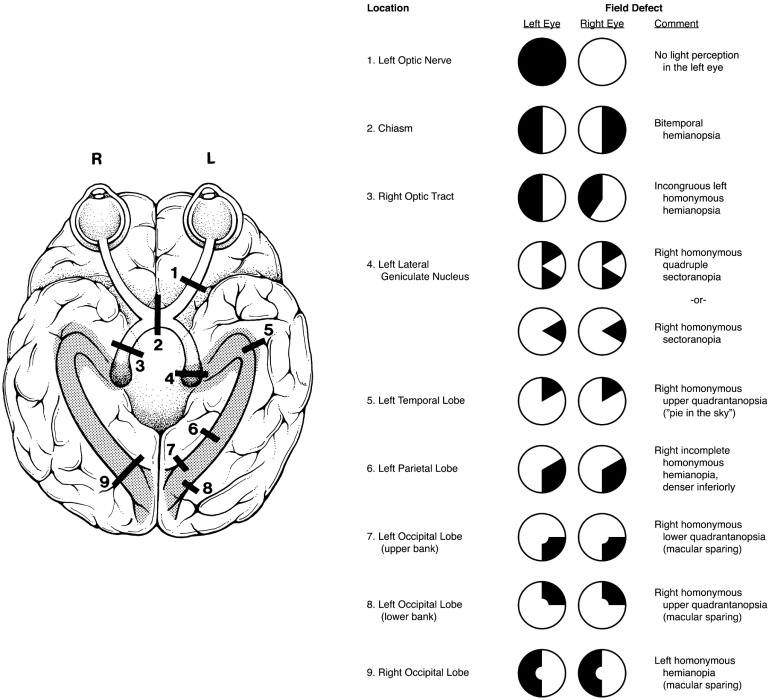 Location
Field Defect
Left Eye
Right Eye
Comment
1. Left Optic Nerve
No light perception
in the left eye
2. Chiasm
Bitemporal
hemianopsia
R
L
3. Right Optic Tract
Incongruous left
homonymous
hemianopsia
4. Left Lateral
Geniculate Nucleus
Right homonymous
quadruple
sectoranopia
-or-
Right homonymous
sectoranopia
1
2
3
4
5
6
7
8
9
5. Left Temporal Lobe
Right homonymous
upper quadrantanopsia
("pie in the sky")
6. Left Parietal Lobe
Right incomplete
homonymous
hemianopia,
denser inferiorly
7. Left Occipital Lobe
(upper bank)
Right homonymous
lower quadrantanopsia
(macular sparing)
8. Left Occipital Lobe
(lower bank)
Right homonymous
upper quadrantanopsia
(macular sparing)
9. Right Occipital Lobe
Left homonymous
hemianopia
(macular sparing)